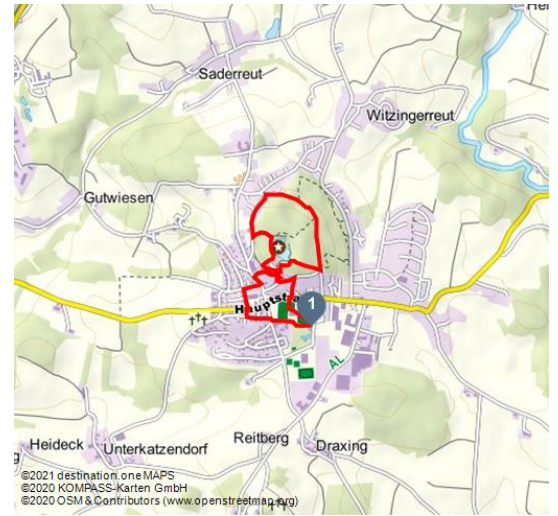 Saderreut
Witzingerreut
Gutwiesen
Hauptstra
1
AL
Heideck
Unterkatzendorf
Reitberg
Draxing
©2021 destination.one MAPS
©2020 KOMPASS-Karten GmbH
©2020 OSM & Contributors (www.openstreetmap.org)